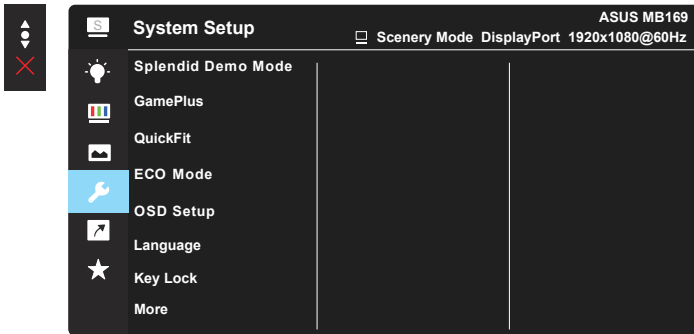 S
System Setup
ASUS MB169
Scenery Mode DisplayPort 1920x1080@60Hz
Splendid Demo Mode
GamePlus
QuickFit
ECO Mode
OSD Setup
Language
Key Lock
More